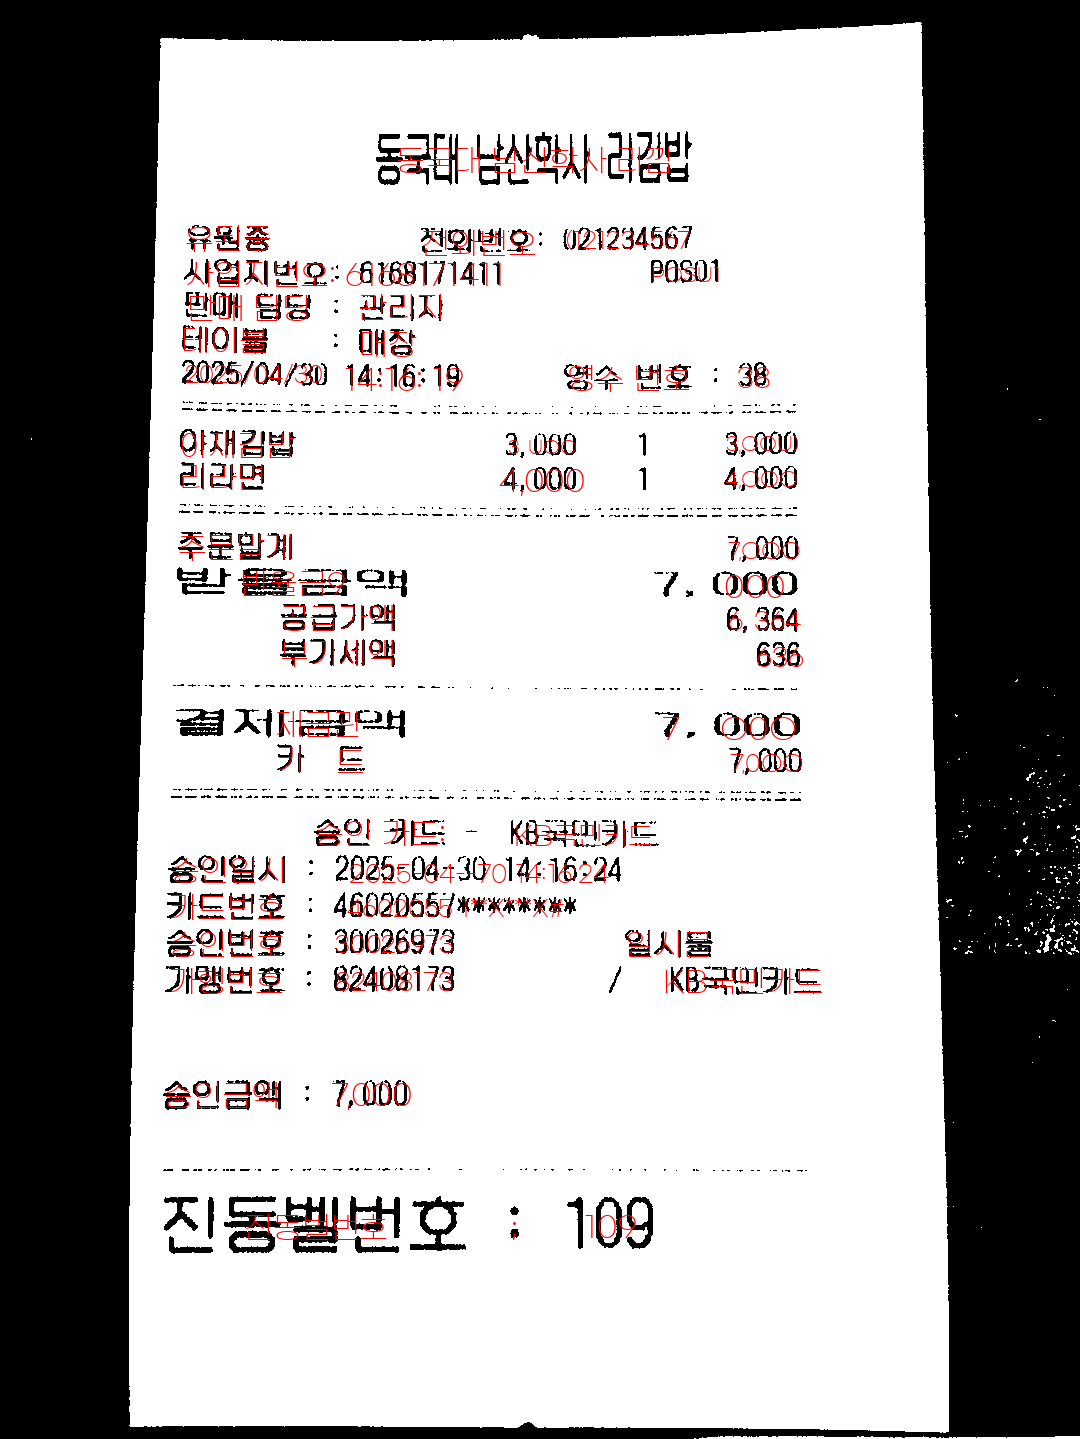 동국대 남산학사 리김밥
유원종 전화번호: 021234567
사업자번호: 6168171411 POS01
판매 담당 : 관리자
테이블 : 매장
2025/04/30 14:16:19 영수 번호 : 38
아재김밥 3,000 1 3,000
리라면 4,000 1 4,000
주문합계 7,000
받을금액 7,000
공급가액 6,364
부가세액 636
결제금액 7,000
카 드 7,000
승인 카드 - KB국민카드
승인일시 : 2025-04-30 14:16:24
카드번호 : 46020557********
승인번호 : 30026973 일시불
가맹번호 : 82408173 / KB국민카드
승인금액 : 7,000
진동벨번호 : 109